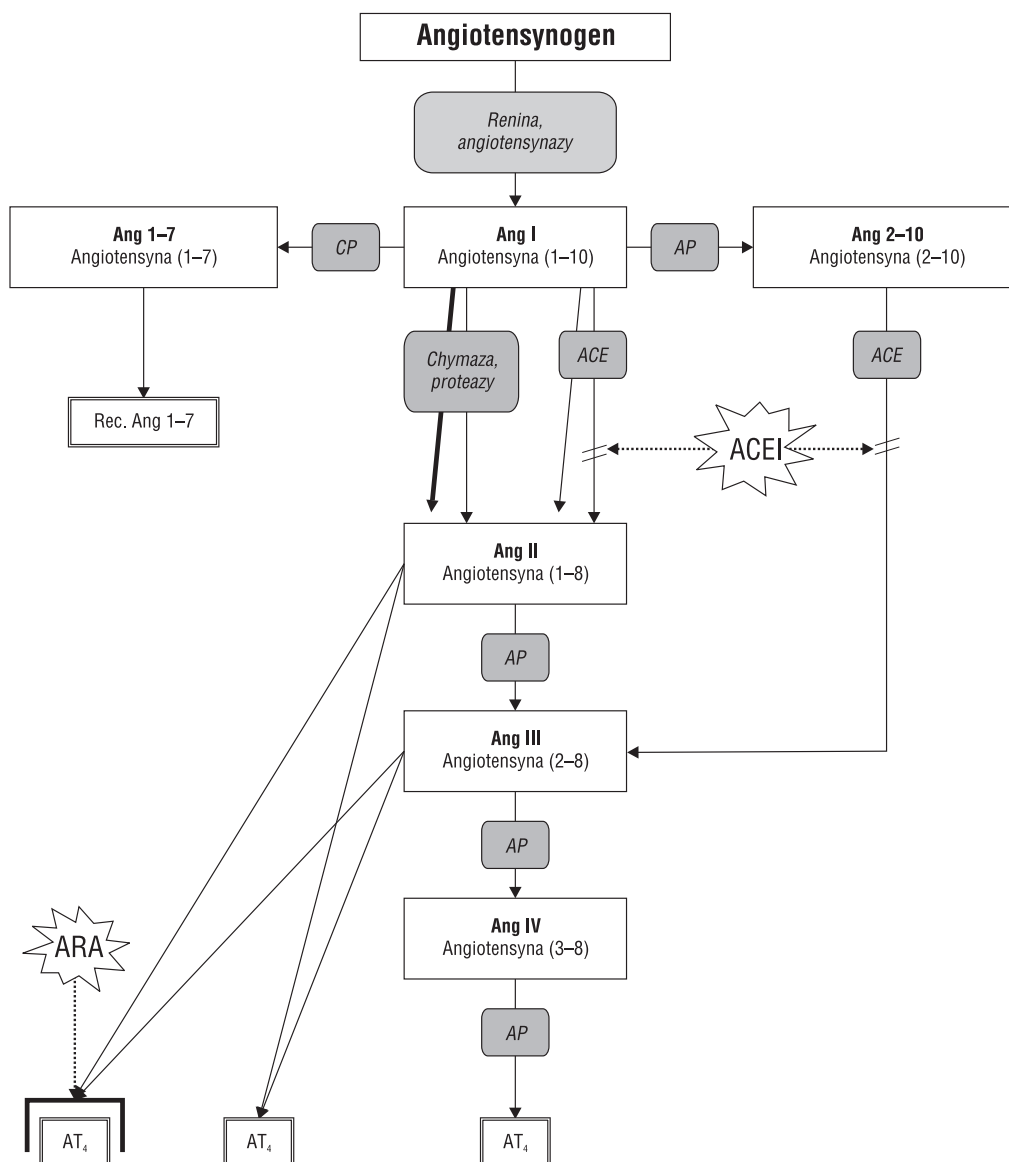 Angiotensynogen
Renina,
angiotensynazy
Ang 1–7
Angiotensyna (1–7)
CP
Ang I
Angiotensyna (1–10)
AP
Ang 2–10
Angiotensyna (2–10)
Chymaza,
proteazy
ACE
ACE
Rec. Ang 1–7
ACEI
Ang II
Angiotensyna (1–8)
AP
Ang III
Angiotensyna (2–8)
AP
Ang IV
Angiotensyna (3–8)
ARA
AP
AT₄
AT₄
AT₄